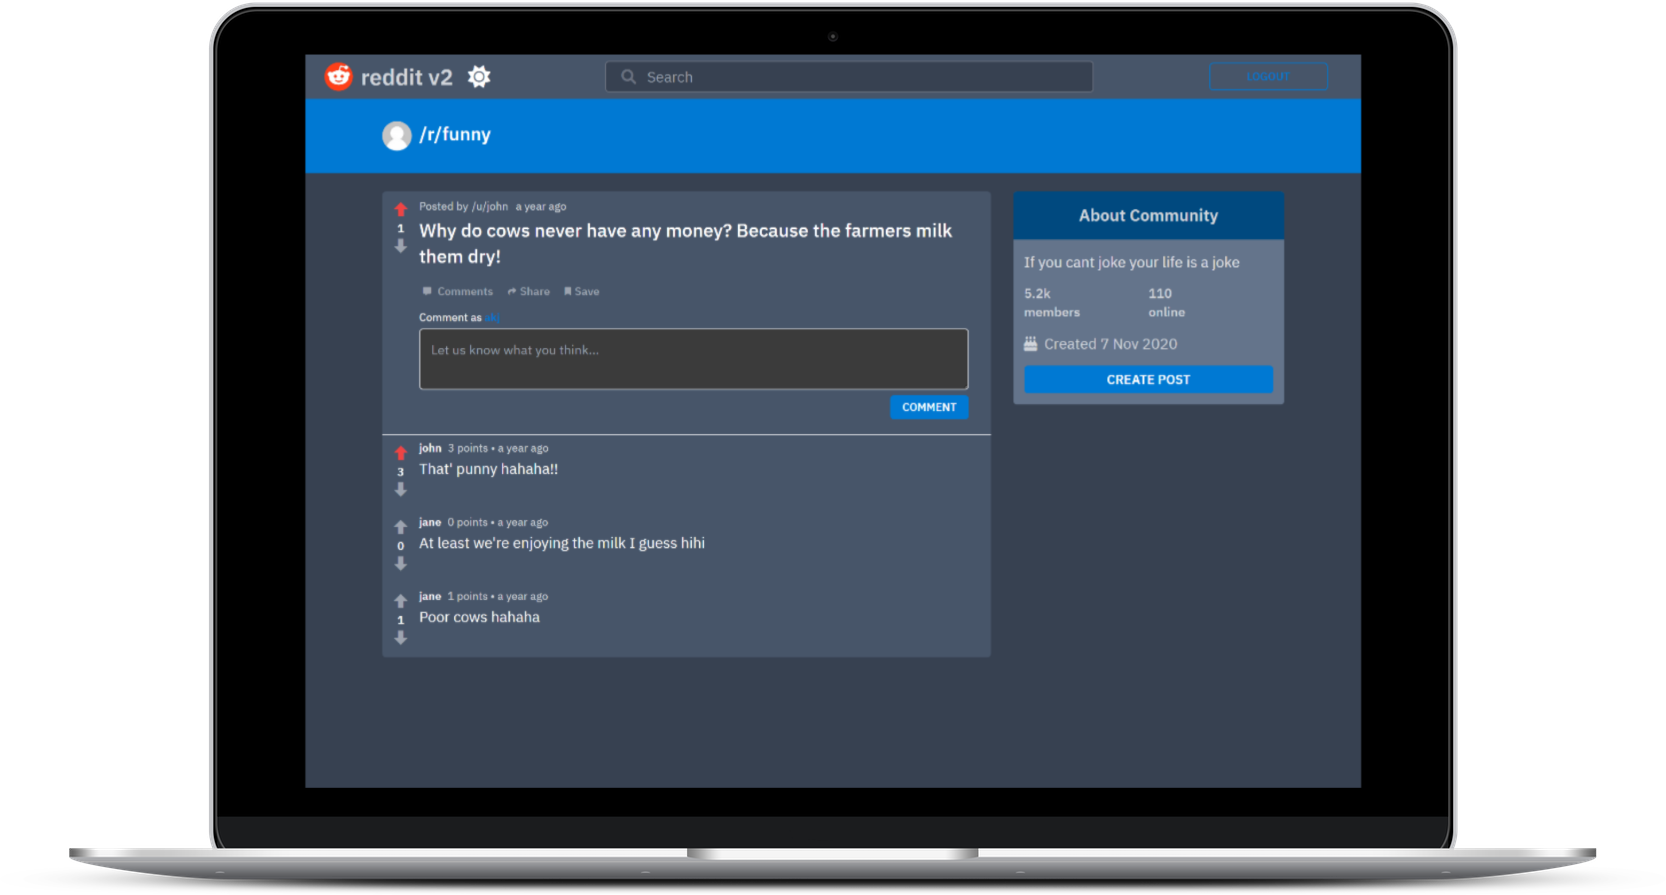 reddit v2
Search
LOGOUT
/r/funny
Posted by /u/john a year ago
1
Why do cows never have any money? Because the farmers milk
them dry!
Comments Share Save
Comment as
Let us know what you think...
COMMENT
john 3 points • a year ago
3
That' punny hahaha!!
jane 0 points • a year ago
0
At least we're enjoying the milk I guess hihi
jane 1 points • a year ago
1
Poor cows hahaha
About Community
If you cant joke your life is a joke
5.2k 110
members online
Created 7 Nov 2020
CREATE POST